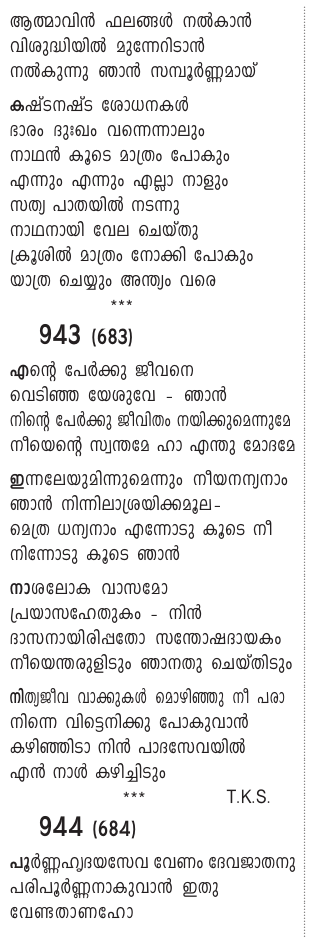 ആത്മാവിൻ ഫലങ്ങൾ നൽകാൻ
വിശുദ്ധിയിൽ മുന്നേറിടാൻ
നൽകുന്നു ഞാൻ സമ്പൂർണ്ണമായ്
കഷ്ടനഷ്ട ശോധനകൾ
ഭാരം ദുഃഖം വന്നെന്നാലും
നാഥൻ കൂടെ മാത്രം പോകും
എന്നും എന്നും എല്ലാ നാളും
സത്യ പാതയിൽ നടന്നു
നാഥനായി വേല ചെയ്തു
ക്രൂശിൽ മാത്രം നോക്കി പോകും
യാത്ര ചെയ്യും അന്ത്യം വരെ
***
943 (683)
എന്റെ പേർക്കു ജീവനെ
വെടിഞ്ഞ യേശുവേ - ഞാൻ
നിന്റെ പേർക്കു ജീവിതം നയിക്കുമെന്നുമേ
നീയെന്റെ സ്വന്തമേ ഹാ എന്തു മോദമേ
ഇന്നലേയുമിന്നുമെന്നും നീയനന്യനാം
ഞാൻ നിന്നിലാശ്രയിക്കമൂല-
മെത്ര ധന്യനാം എന്നോടു കൂടെ നീ
നിന്നോടു കൂടെ ഞാൻ
നാശലോക വാസമോ
പ്രയാസഹേതുകം - നിൻ
ദാസനായിരിപ്പതോ സന്തോഷദായകം
നീയെന്തരുളിടും ഞാനതു ചെയ്തിടും
നിത്യജീവ വാക്കുകൾ മൊഴിഞ്ഞു നീ പരാ
നിന്നെ വിട്ടെനിക്കു പോകുവാൻ
കഴിഞ്ഞിടാ നിൻ പാദസേവയിൽ
എൻ നാൾ കഴിച്ചിടും
*** T.K.S.
944 (684)
പൂർണ്ണഹൃദയസേവ വേണം ദേവജാതനു
പരിപൂർണ്ണനാകുവാൻ ഇതു
വേണ്ടതാണഹോ